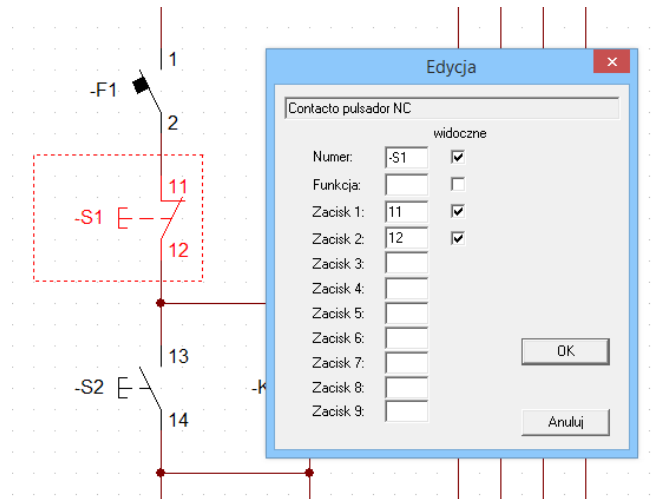 1
-F1
2
11
-S1
12
13
-S2
14
-K
Edycja
Contacto pulsador NC
widoczne
Numer: -S1
Funkcja:
Zacisk 1: 11
Zacisk 2: 12
Zacisk 3:
Zacisk 4:
Zacisk 5:
Zacisk 6:
Zacisk 7:
Zacisk 8:
Zacisk 9:
OK
Anuluj